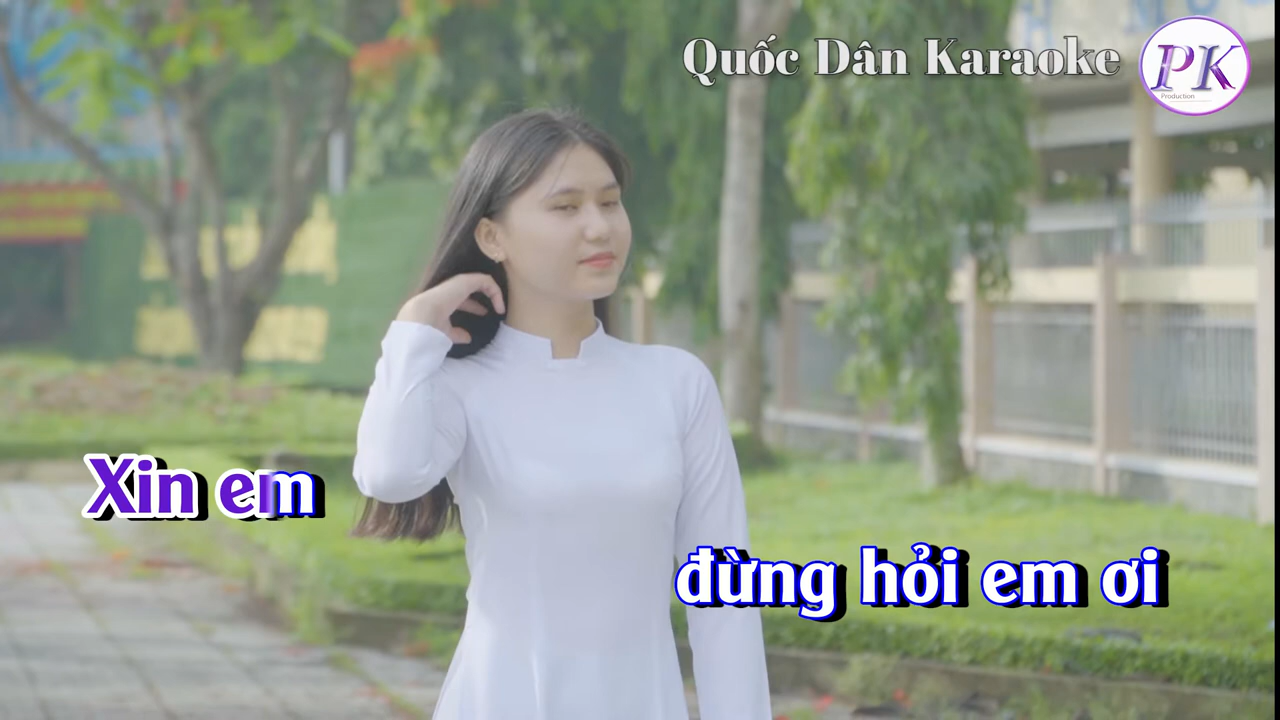 Quốc Dân Karaoke
PK
Production
Xin em
đừng hỏi em ơi